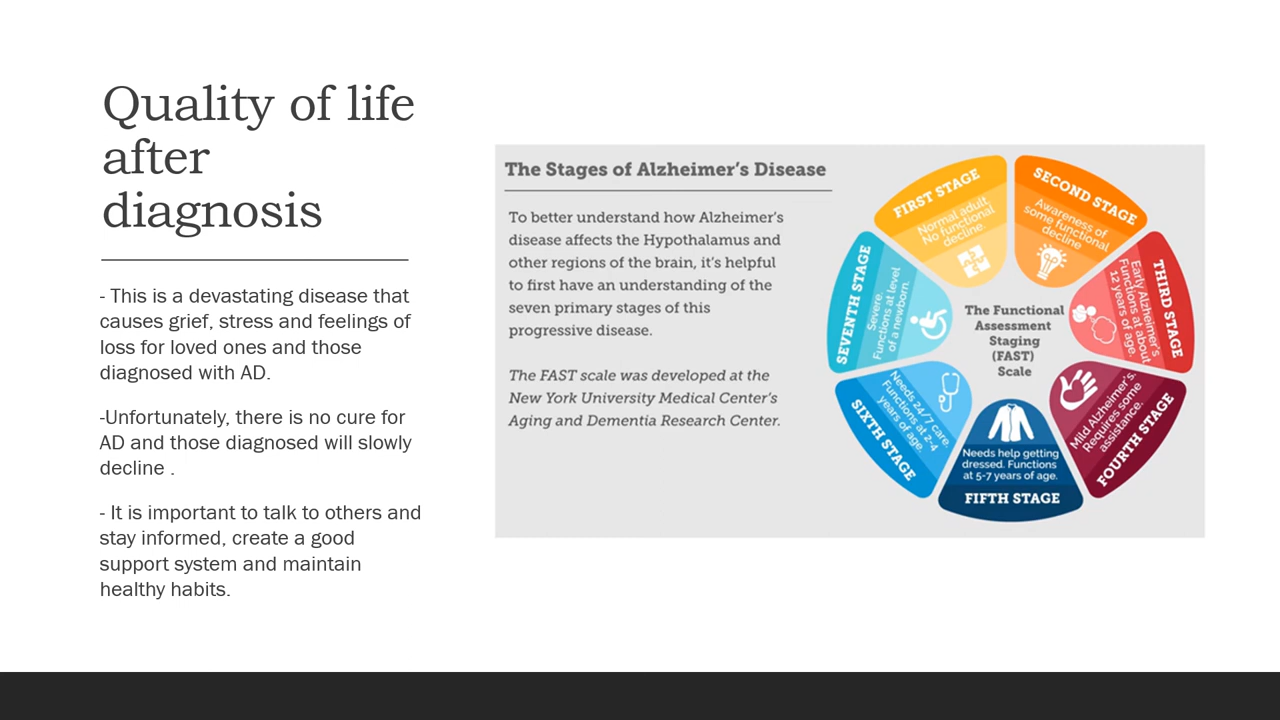 Quality of life
after
diagnosis
- This is a devastating disease that
causes grief, stress and feelings of
loss for loved ones and those
diagnosed with AD.
-Unfortunately, there is no cure for
AD and those diagnosed will slowly
decline .
- It is important to talk to others and
stay informed, create a good
support system and maintain
healthy habits.
The Stages of Alzheimer's Disease
To better understand how Alzheimer's
disease affects the Hypothalamus and
other regions of the brain, it's helpful
to first have an understanding of the
seven primary stages of this
progressive disease.
The FAST scale was developed at the
New York University Medical Center's
Aging and Dementia Research Center.
FIRST STAGE
Normal adult.
No functional
decline.
SECOND STAGE
Awareness of
some functional
decline
THIRD STAGE
Early Alzheimer's
Functions at about
12 years of age.
FOURTH STAGE
Mild Alzheimer's.
Requires some
assistance.
Needs help getting
dressed. Functions
at 5-7 years of age.
FIFTH STAGE
Needs 24/7 care.
Functions at 2-4
years of age.
SIXTH STAGE
SEVENTH STAGE
Severe.
Functions at level
of a newborn.
The Functional
Assessment
Staging
(FAST)
Scale